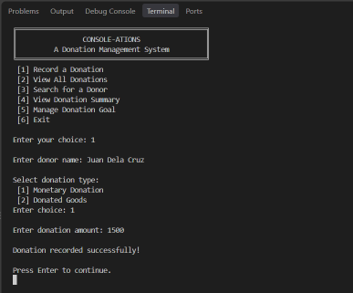 Problems Output Debug Console Terminal Ports
CONSOLE-ATIONS
A Donation Management System
[1] Record a Donation
[2] View All Donations
[3] Search for a Donor
[4] View Donation Summary
[5] Manage Donation Goal
[6] Exit
Enter your choice: 1
Enter donor name: Juan Dela Cruz
Select donation type:
[1] Monetary Donation
[2] Donated Goods
Enter choice: 1
Enter donation amount: 1500
Donation recorded successfully!
Press Enter to continue.